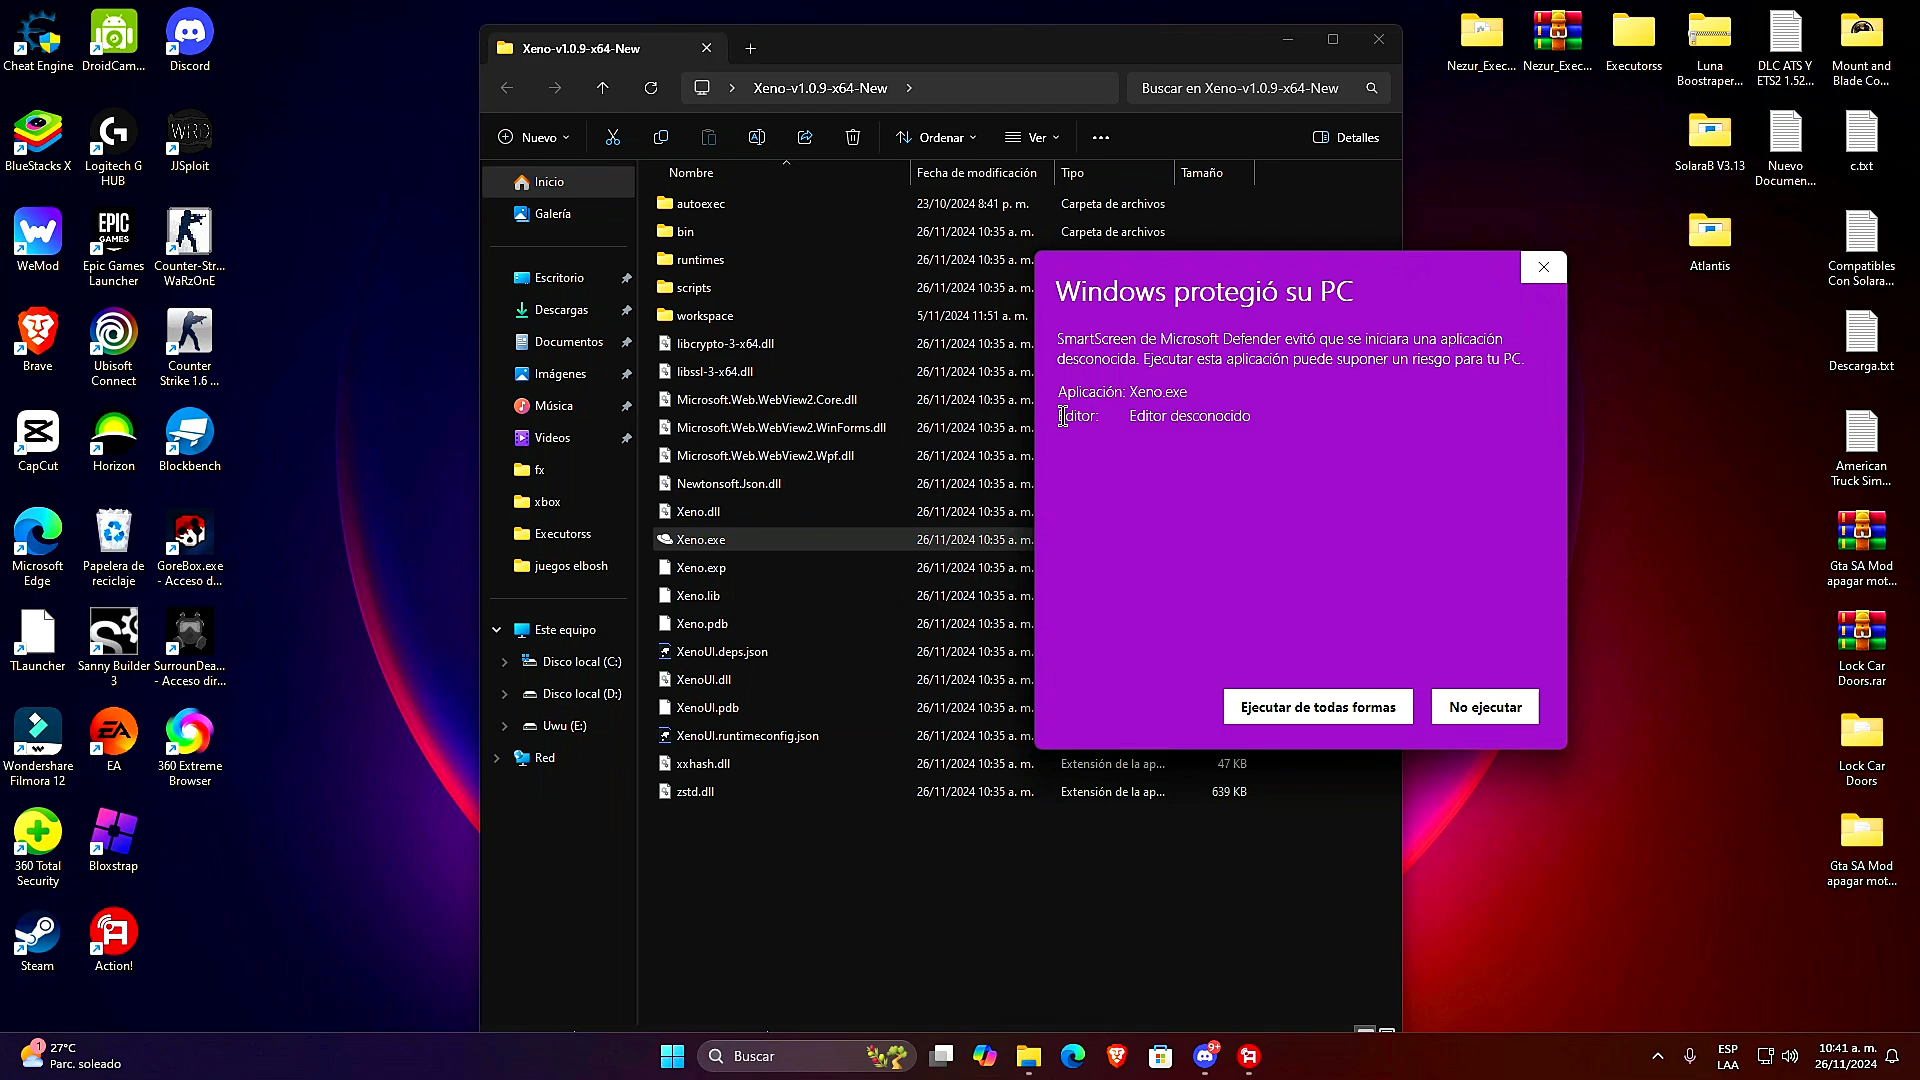 Cheat Engine
DroidCam...
Discord
BlueStacks X
Logitech G
HUB
JJSploit
WeMod
Epic Games
Launcher
Counter-Str...
WaRzOnE
Brave
Ubisoft
Connect
Counter
Strike 1.6 ...
CapCut
Horizon
Blockbench
Microsoft
Edge
Papelera de
reciclaje
GoreBox.exe
- Acceso d...
TLauncher
Sanny Builder
3
SurrounDea...
- Acceso dir...
Wondershare
Filmora 12
EA
360 Extreme
Browser
360 Total
Security
Bloxstrap
Steam
Action!
Xeno-v1.0.9-x64-New
Xeno-v1.0.9-x64-New
Buscar en Xeno-v1.0.9-x64-New
Nuevo
Ordenar
Ver
Detalles
Inicio
Galería
Escritorio
Descargas
Documentos
Imágenes
Música
Videos
fx
xbox
Executorss
juegos elbosh
Este equipo
Disco local (C:)
Disco local (D:)
Uwu (E:)
Red
Nombre Fecha de modificación Tipo Tamaño
autoexec 23/10/2024 8:41 p. m. Carpeta de archivos
bin 26/11/2024 10:35 a. m. Carpeta de archivos
runtimes 26/11/2024 10:35 a. m.
scripts 26/11/2024 10:35 a. m.
workspace 5/11/2024 11:51 a. m.
libcrypto-3-x64.dll 26/11/2024 10:35 a. m.
libssl-3-x64.dll 26/11/2024 10:35 a. m.
Microsoft.Web.WebView2.Core.dll 26/11/2024 10:35 a. m.
Microsoft.Web.WebView2.WinForms.dll 26/11/2024 10:35 a. m.
Microsoft.Web.WebView2.Wpf.dll 26/11/2024 10:35 a. m.
Newtonsoft.Json.dll 26/11/2024 10:35 a. m.
Xeno.dll 26/11/2024 10:35 a. m.
Xeno.exe 26/11/2024 10:35 a. m.
Xeno.exp 26/11/2024 10:35 a. m.
Xeno.lib 26/11/2024 10:35 a. m.
Xeno.pdb 26/11/2024 10:35 a. m.
XenoUI.deps.json 26/11/2024 10:35 a. m.
XenoUI.dll 26/11/2024 10:35 a. m.
XenoUI.pdb 26/11/2024 10:35 a. m.
XenoUI.runtimeconfig.json 26/11/2024 10:35 a. m.
xxhash.dll 26/11/2024 10:35 a. m. Extensión de la ap... 47 KB
zstd.dll 26/11/2024 10:35 a. m. Extensión de la ap... 639 KB
Windows protegió su PC
SmartScreen de Microsoft Defender evitó que se iniciara una aplicación
desconocida. Ejecutar esta aplicación puede suponer un riesgo para tu PC.
Aplicación: Xeno.exe
Editor: Editor desconocido
Ejecutar de todas formas
No ejecutar
Nezur_Exec...
Nezur_Exec...
Executorss
Luna
Boostraper...
DLC ATS Y
ETS2 1.52...
Mount and
Blade Co...
SolaraB V3.13
Nuevo
Documen...
c.txt
Atlantis
Compatibles
Con Solara...
Descarga.txt
American
Truck Sim...
Gta SA Mod
apagar mot...
Lock Car
Doors.rar
Lock Car
Doors
Gta SA Mod
apagar mot...
1
27°C
Parc. soleado
Buscar
9+
ESP
LAA
10:41 a. m.
26/11/2024
WRD
EPIC
GAMES
EA